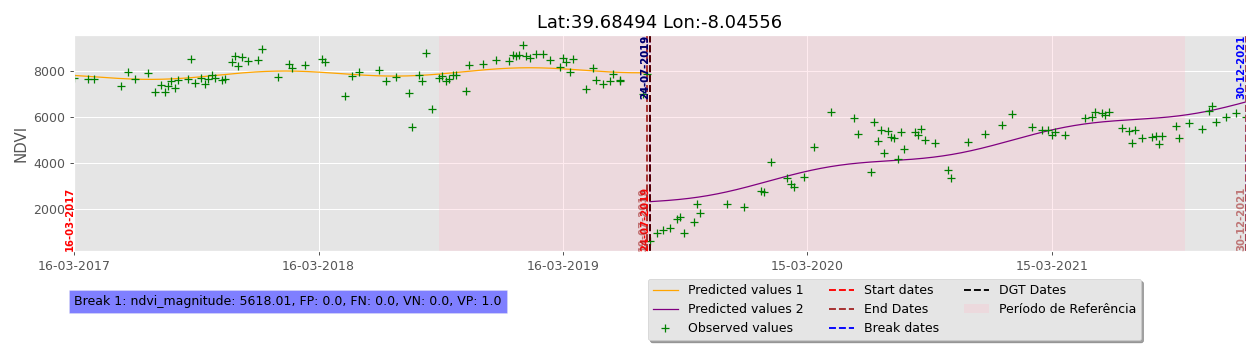 Lat:39.68494 Lon:-8.04556
NDVI
8000
6000
4000
2000
16-03-2017
24-07-2019
24-07-2019
30-12-2021
30-12-2021
16-03-2017
16-03-2018
16-03-2019
15-03-2020
15-03-2021
Break 1: ndvi_magnitude: 5618.01, FP: 0.0, FN: 0.0, VN: 0.0, VP: 1.0
Predicted values 1
Predicted values 2
Observed values
Start dates
End Dates
Break dates
DGT Dates
Período de Referência